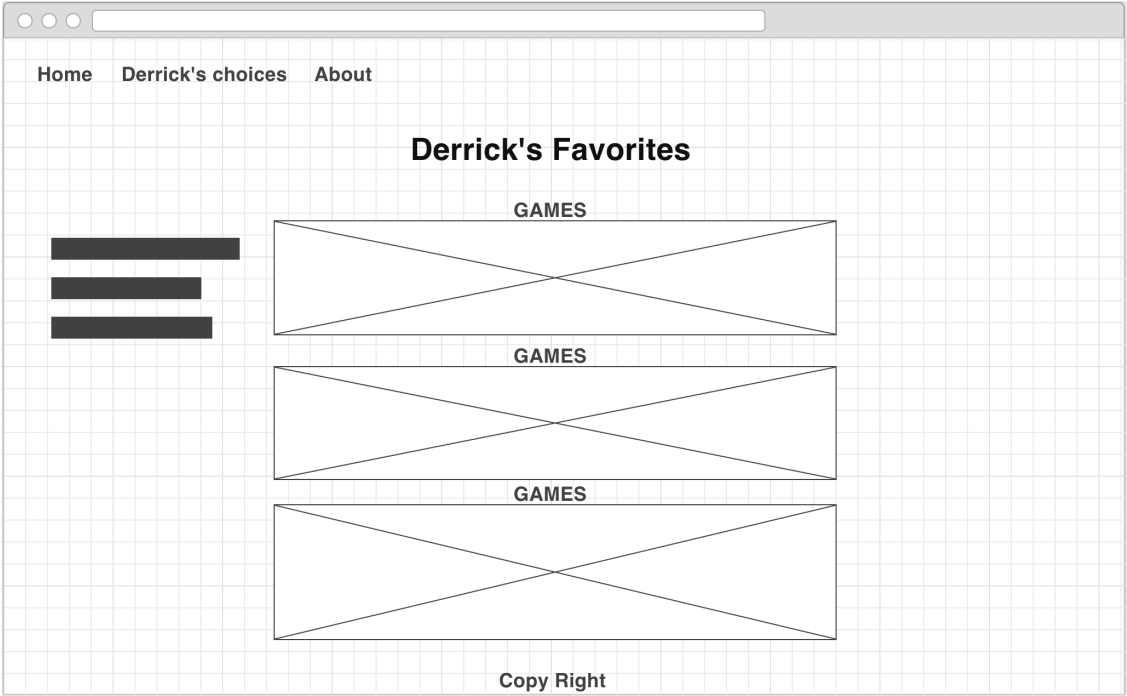 Home Derrick's choices About
Derrick's Favorites
GAMES
GAMES
GAMES
Copy Right